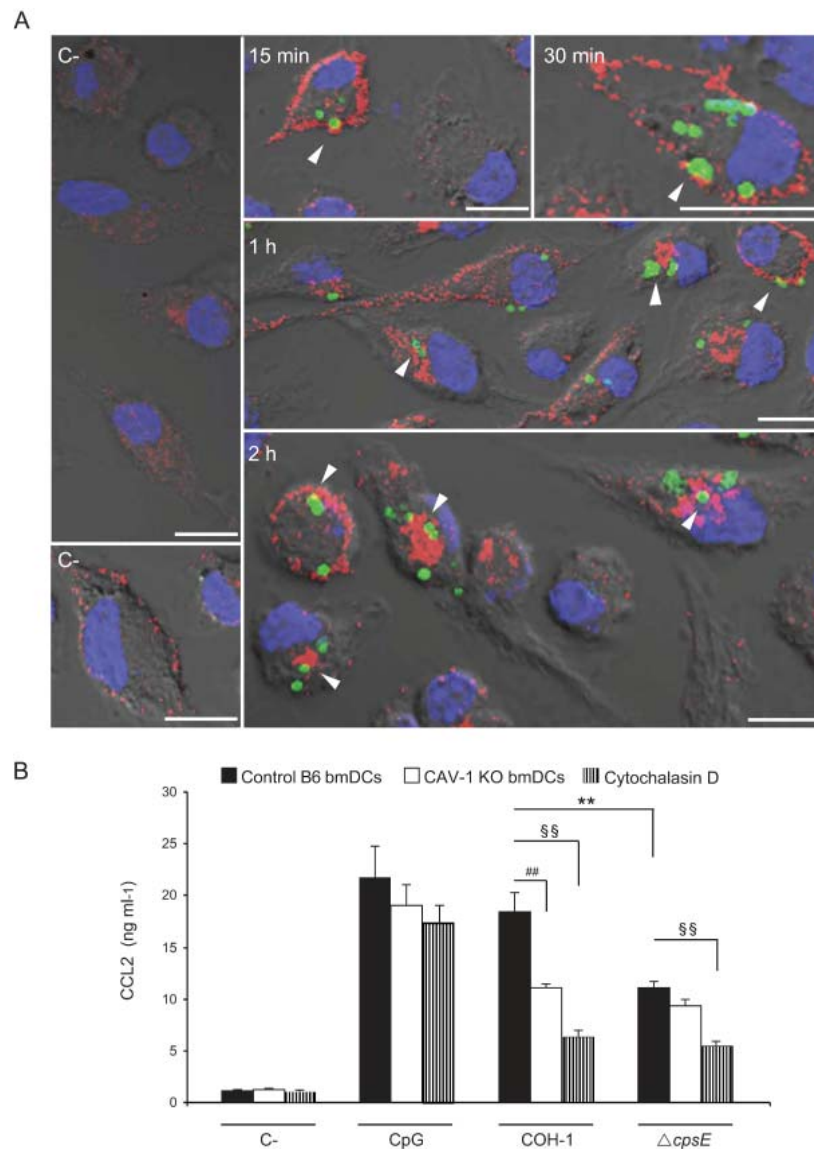 A
C-
15 min
30 min
1 h
2 h
C-
B
Control B6 bmDCs CAV-1 KO bmDCs Cytochalasin D
30
25
20
15
10
5
0
CCL2 (ng ml-1)
**
§§
##
§§
C- CpG COH-1 △cpsE